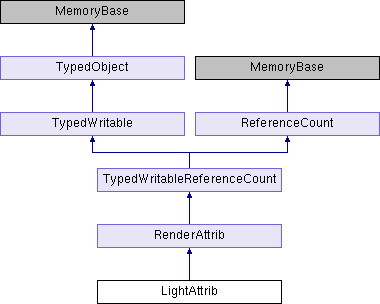 MemoryBase
TypedObject
MemoryBase
TypedWritable
ReferenceCount
TypedWritableReferenceCount
RenderAttrib
LightAttrib